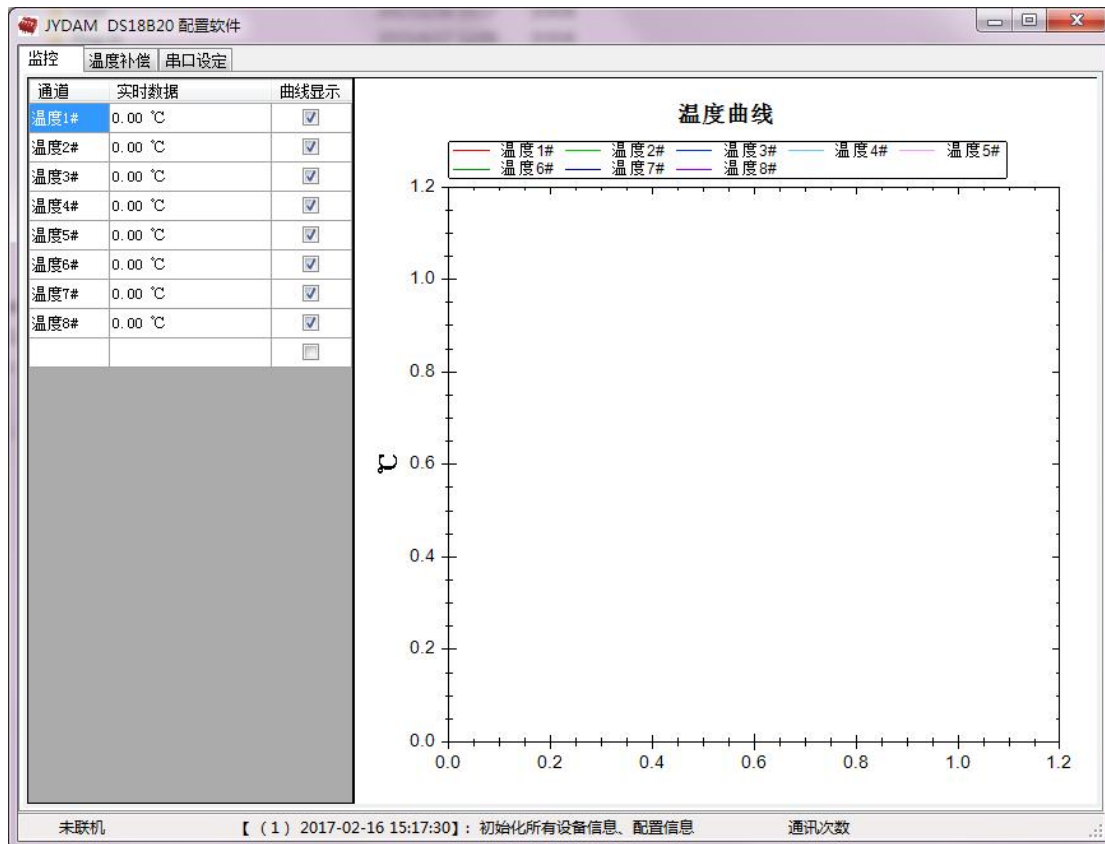 JYDAM DS18B20 配置软件
监控 温度补偿 串口设定
通道 实时数据 曲线显示
温度1# 0.00 ℃
温度2# 0.00 ℃
温度3# 0.00 ℃
温度4# 0.00 ℃
温度5# 0.00 ℃
温度6# 0.00 ℃
温度7# 0.00 ℃
温度8# 0.00 ℃
温度曲线
温度1# 温度2# 温度3# 温度4# 温度5#
温度6# 温度7# 温度8#
1.2
1.0
0.8
℃ 0.6
0.4
0.2
0.0
0.0 0.2 0.4 0.6 0.8 1.0 1.2
未联机 【（1）2017-02-16 15:17:30】：初始化所有设备信息、配置信息 通讯次数